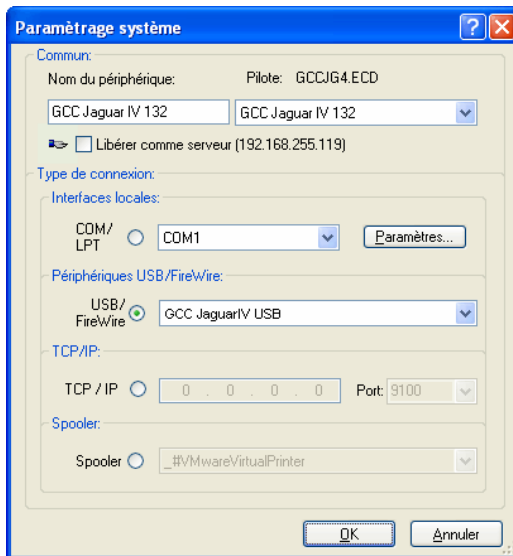 Paramètrage système
Commun:
Nom du périphérique: Pilote: GCCJG4.ECD
GCC Jaguar IV 132 GCC Jaguar IV 132
Libérer comme serveur (192.168.255.119)
Type de connexion:
Interfaces locales:
COM/
LPT COM1 Paramètres...
Périphériques USB/FireWire:
USB/
FireWire GCC JaguarIV USB
TCP/IP:
TCP / IP 0 . 0 . 0 . 0 Port: 9100
Spooler:
Spooler _#VMwareVirtualPrinter
OK Annuler